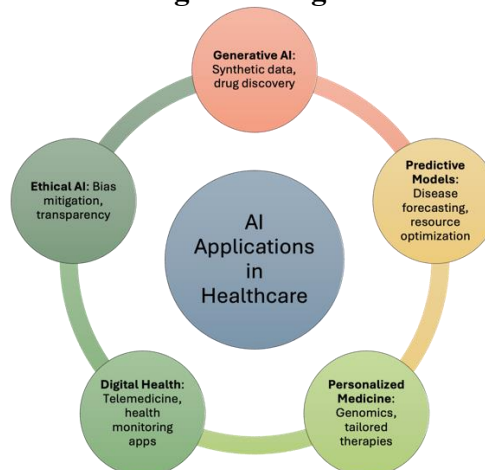 Generative AI:
Synthetic data,
drug discovery
Predictive
Models:
Disease
forecasting,
resource
optimization
Personalized
Medicine:
Genomics,
tailored
therapies
Digital Health:
Telemedicine,
health
monitoring
apps
Ethical AI: Bias
mitigation,
transparency
AI
Applications
in
Healthcare